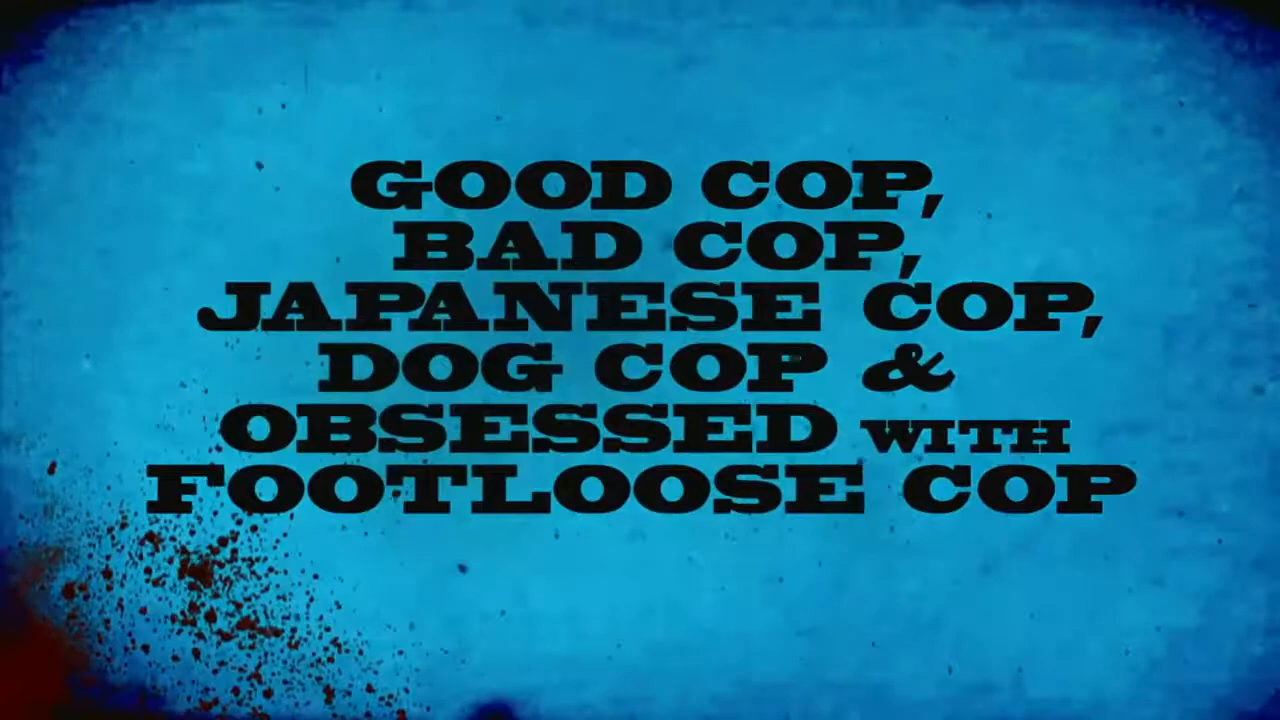 GOOD COP,
BAD COP,
JAPANESE COP,
DOG COP &
OBSESSED WITH
FOOTLOOSE COP